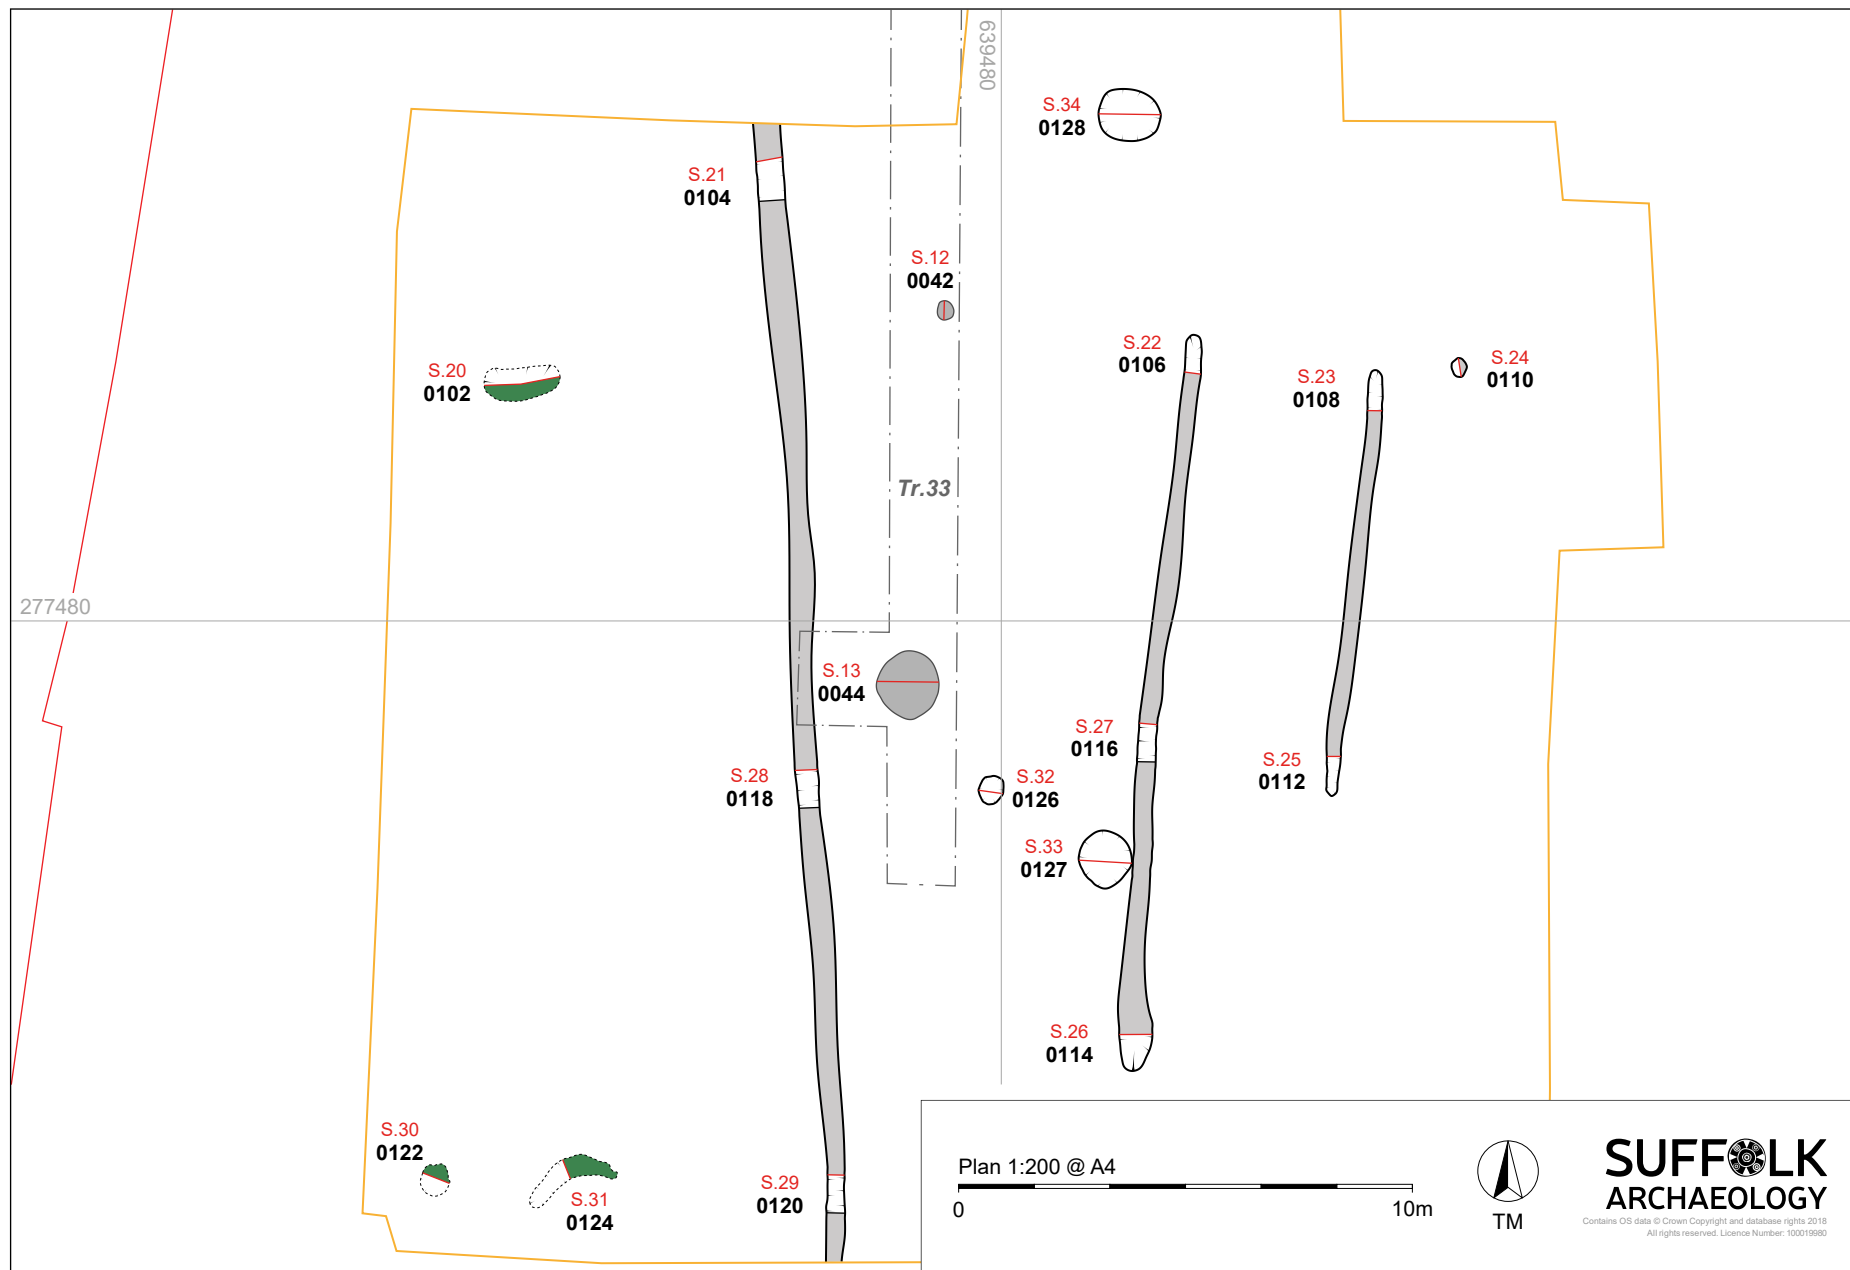 639480
S.34
0128
S.21
0104
S.12
0042
S.22
0106
S.24
0110
S.20
0102
S.23
0108
Tr.33
277480
S.13
0044
S.27
0116
S.25
0112
S.28
0118
S.32
0126
S.33
0127
S.26
0114
S.30
0122
S.31
0124
S.29
0120
Plan 1:200 @ A4
0 10m
TM
SUFFOLK
ARCHAEOLOGY
Contains OS data © Crown Copyright and database rights 2018
All rights reserved. Licence Number: 100019980